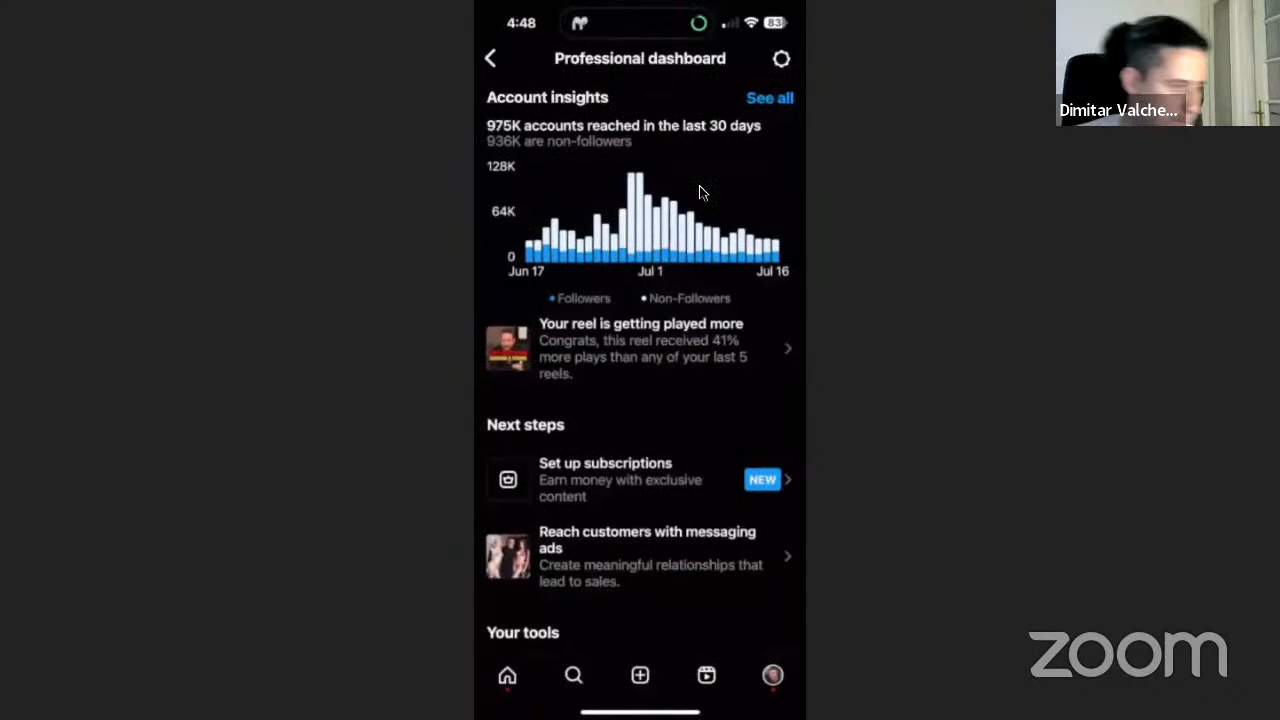 4:48
83
Professional dashboard
Account insights
See all
975K accounts reached in the last 30 days
936K are non-followers
128K
64K
0
Jun 17
Jul 1
Jul 16
Followers
Non-Followers
Your reel is getting played more
Congrats, this reel received 41%
more plays than any of your last 5
reels.
Next steps
Set up subscriptions
Earn money with exclusive
content
NEW
Reach customers with messaging
ads
Create meaningful relationships that
lead to sales.
Your tools
Dimitar Valche...
zoom